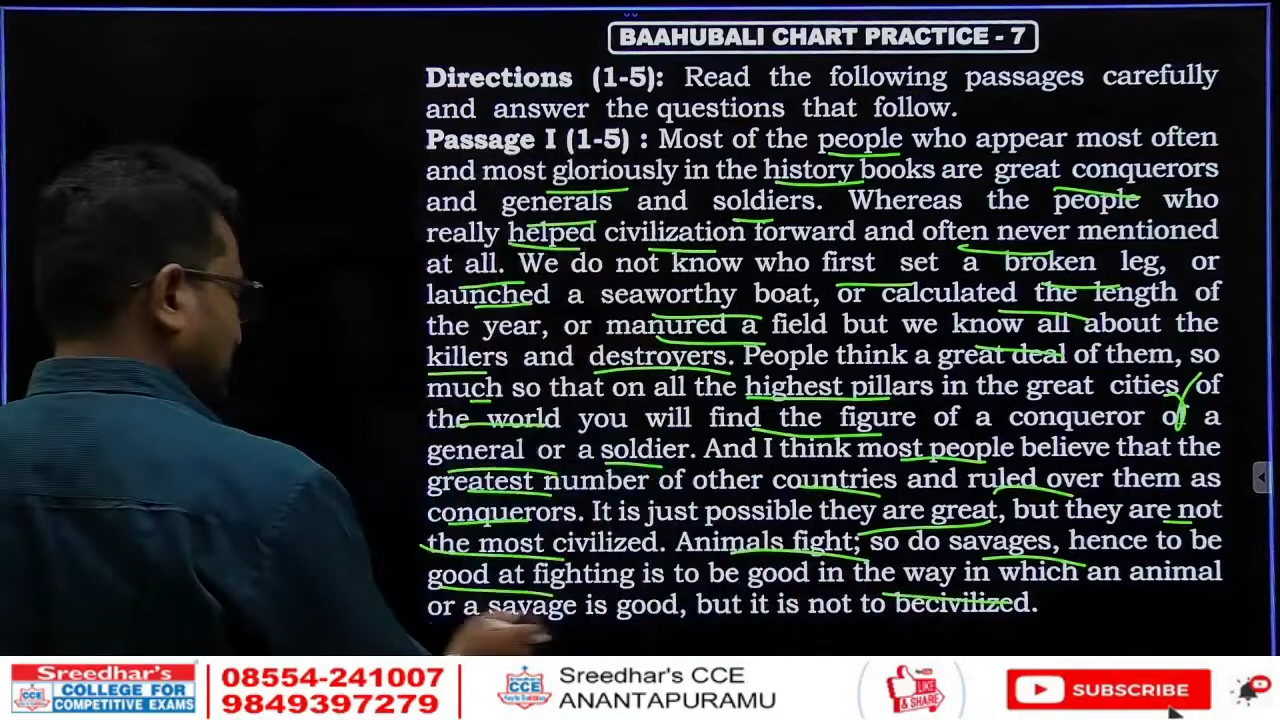 BAAHUBALI CHART PRACTICE - 7
Directions (1-5): Read the following passages carefully
and answer the questions that follow.
Passage I (1-5) : Most of the people who appear most often
and most gloriously in the history books are great conquerors
and generals and soldiers. Whereas the people who
really helped civilization forward and often never mentioned
at all. We do not know who first set a broken leg, or
launched a seaworthy boat, or calculated the length of
the year, or manured a field but we know all about the
killers and destroyers. People think a great deal of them, so
much so that on all the highest pillars in the great cities of
the world you will find the figure of a conqueror of a
general or a soldier. And I think most people believe that the
greatest number of other countries and ruled over them as
conquerors. It is just possible they are great, but they are not
the most civilized. Animals fight; so do savages, hence to be
good at fighting is to be good in the way in which an animal
or a savage is good, but it is not to becivilized.
Sreedhar's
COLLEGE FOR
COMPETITIVE EXAMS
CCE
08554-241007
9849397279
CCE
Sreedhar's CCE
ANANTAPURAMU
LIKE
& SHARE
SUBSCRIBE